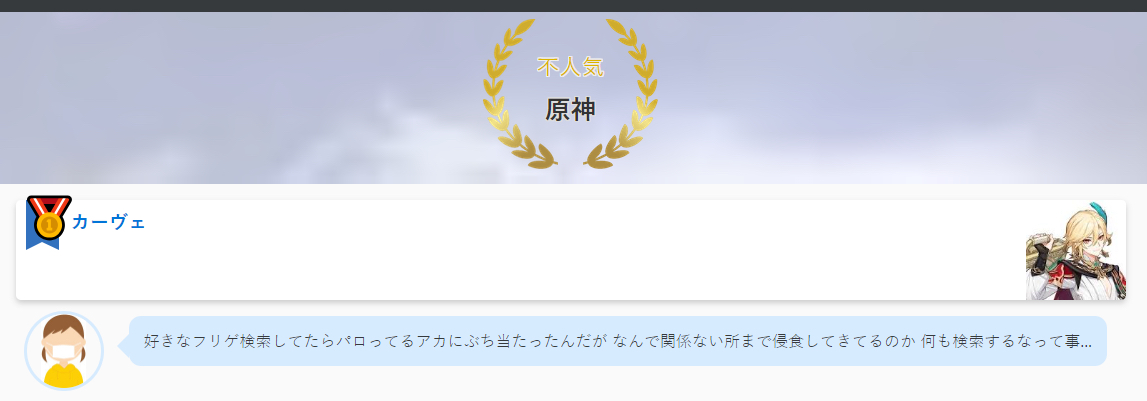 不人気
原神
1
カーヴェ
好きなフリゲ検索してたらパロってるアカにぶち当たったんだが なんで関係ない所まで侵食してきてるのか 何も検索するなって事...